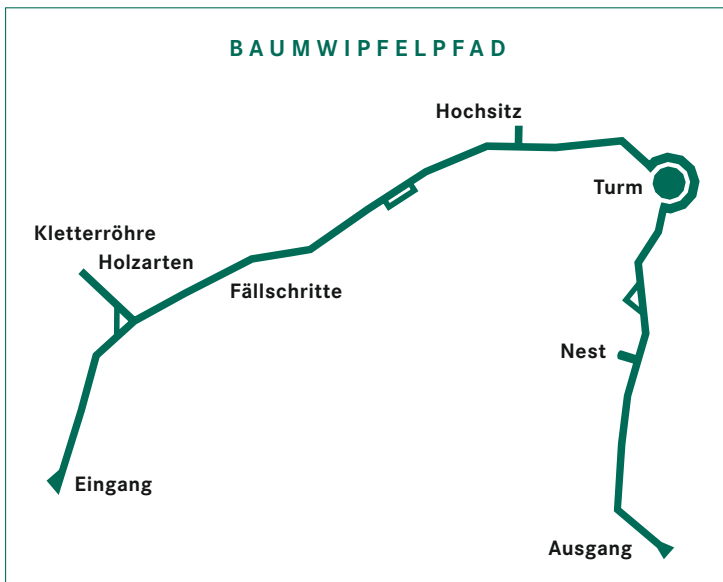 BAUMWIPFELPFAD
Hochsitz
Turm
Kletterröhre
Holzarten
Fällschritte
Nest
Eingang
Ausgang